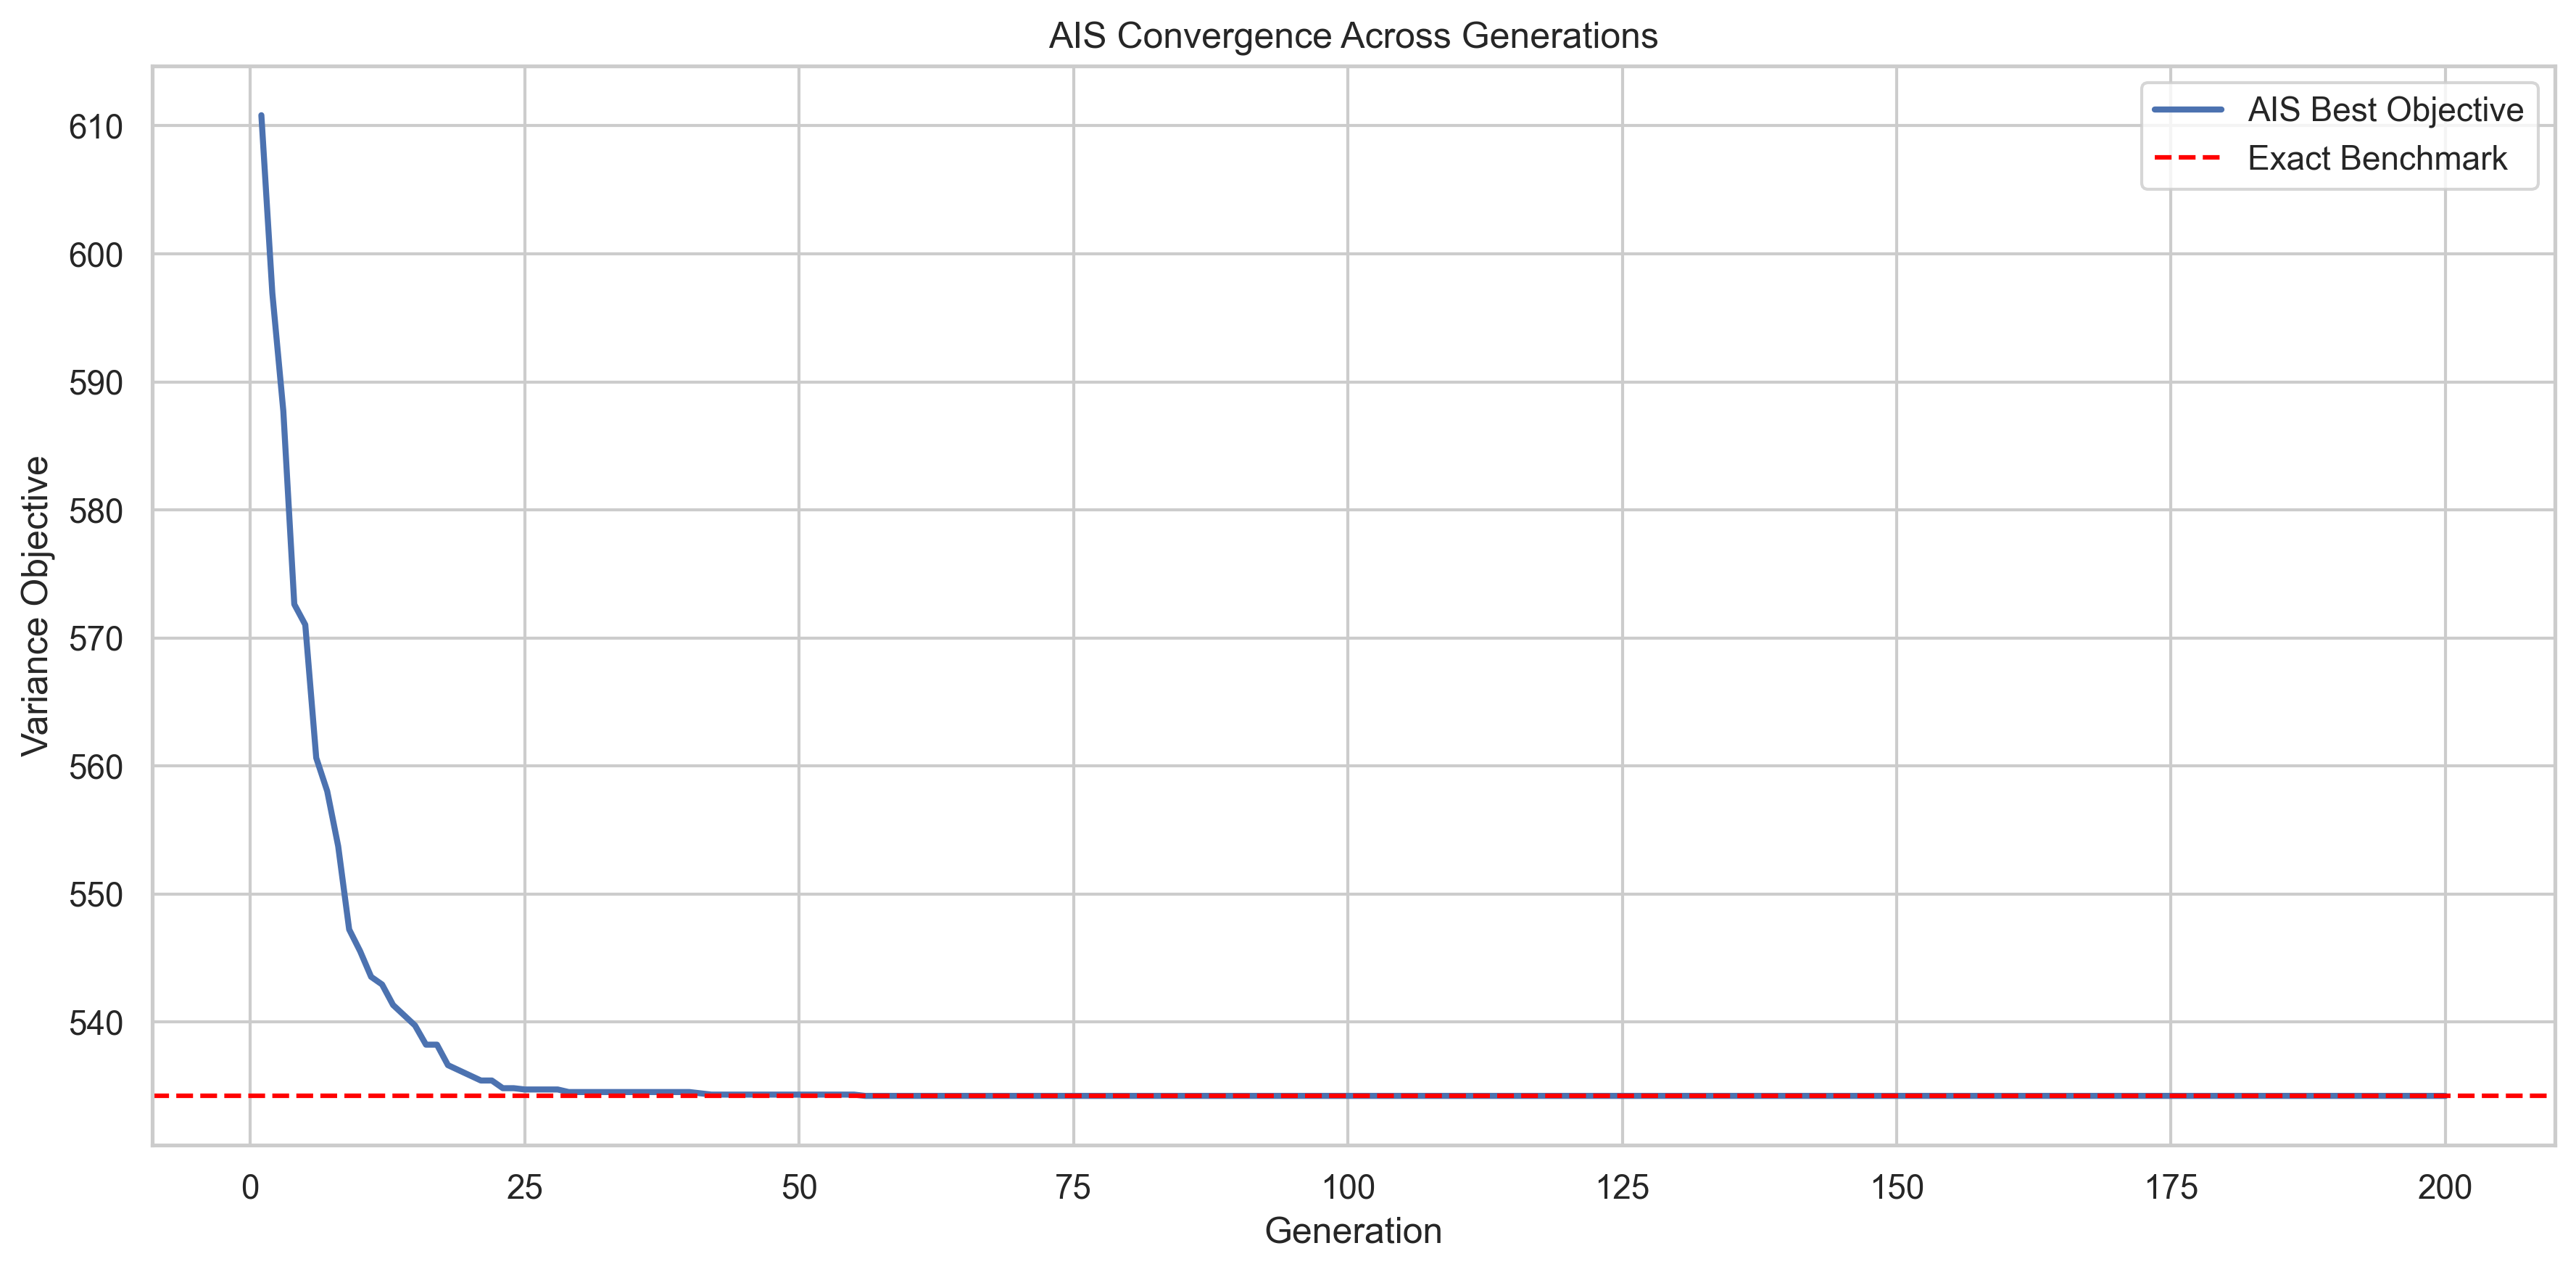 AIS Convergence Across Generations
AIS Best Objective
Exact Benchmark
Variance Objective
610
600
590
580
570
560
550
540
0 25 50 75 100 125 150 175 200
Generation